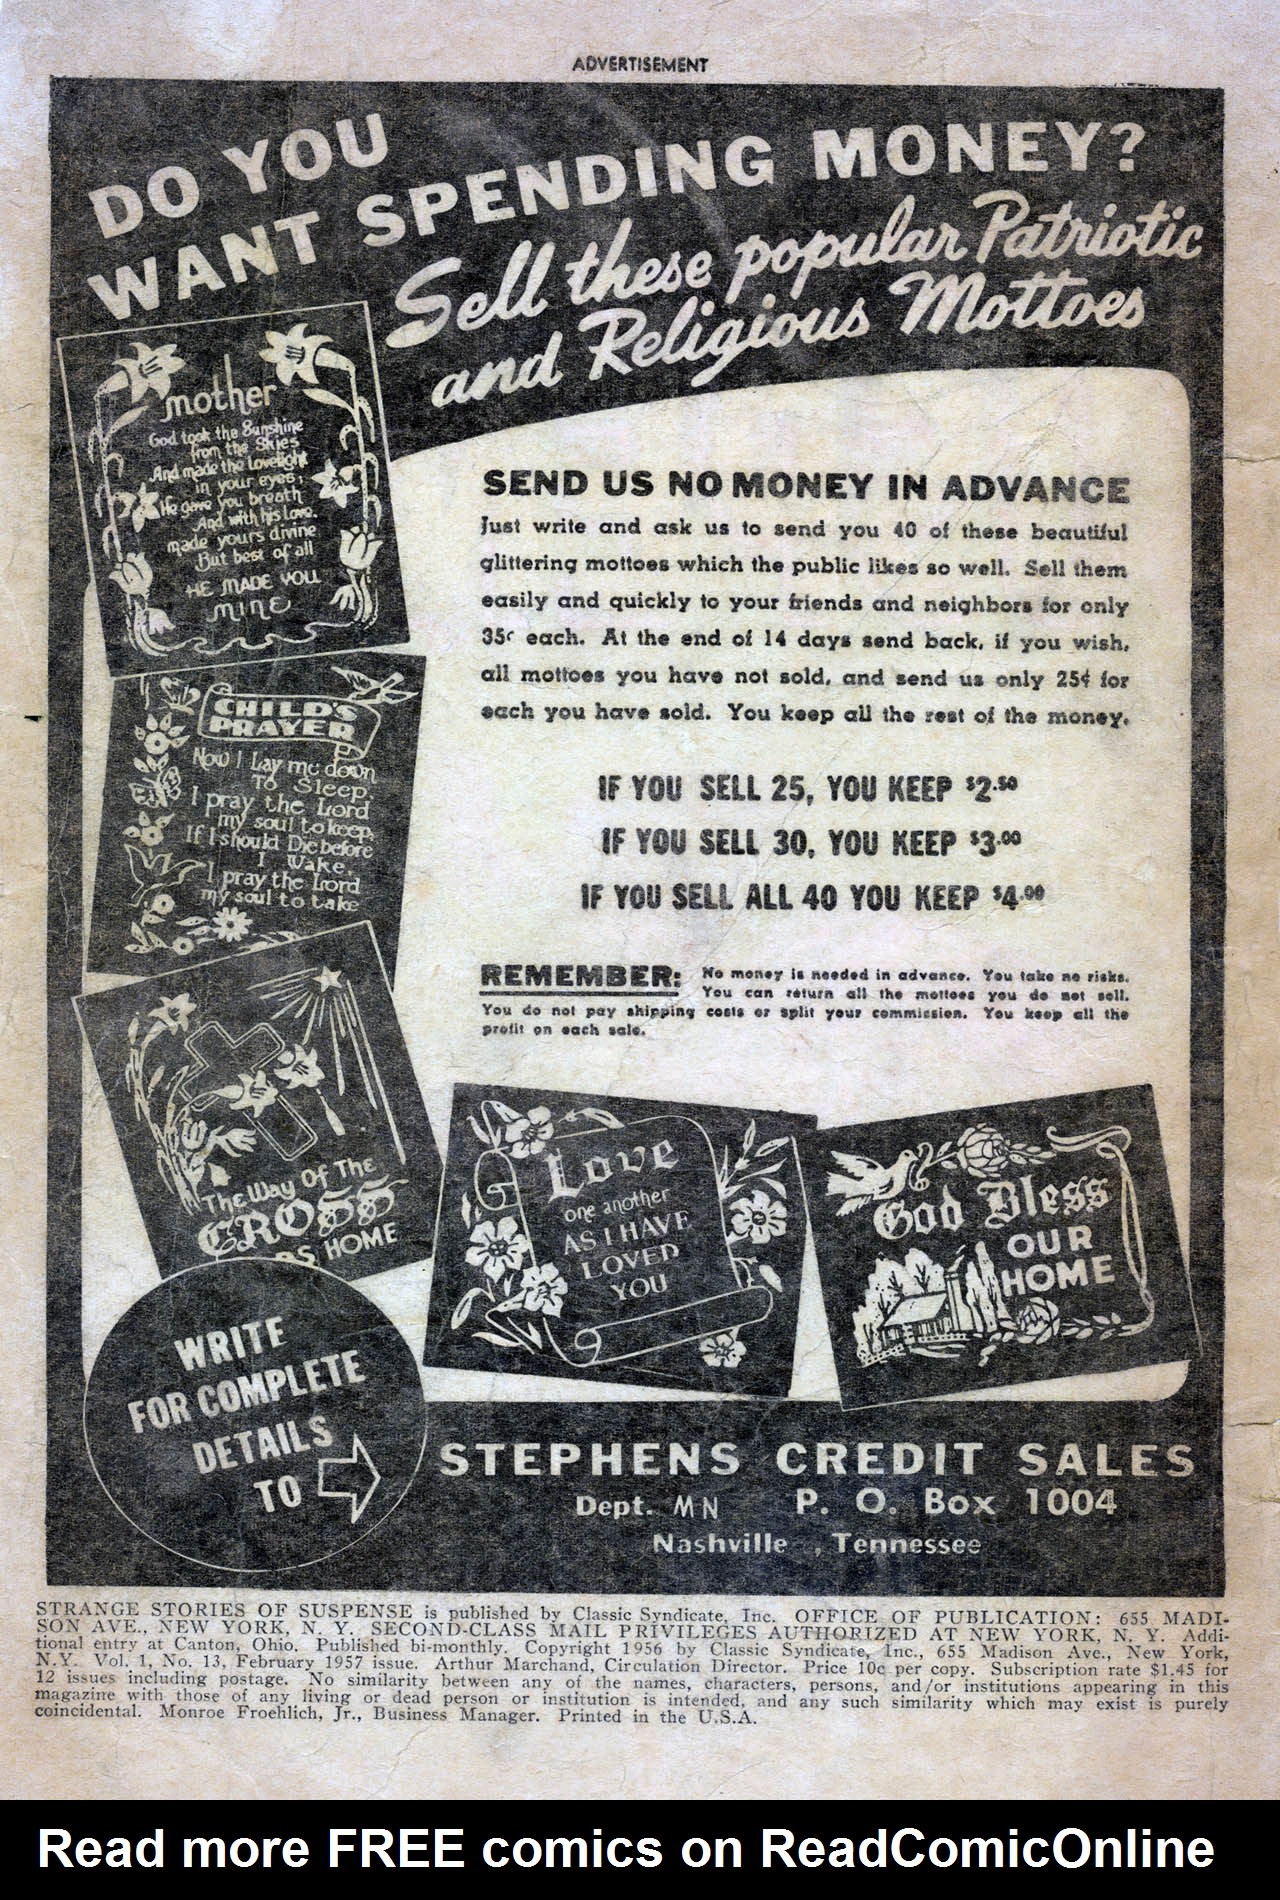 ADVERTISEMENT
DO YOU
WANT SPENDING MONEY?
Sell these popular Patriotic
and Religious Mottoes
mother
God took the Sunshine
from the Skies
And made the lovelight
in your eyes,
He gave you breath
And with his Love.
made yours divine
But best of all
HE MADE YOU
MINE
CHILD'S
PRAYER
Now I Lay me down
To Sleep,
I pray the Lord
my soul to keep,
If I should Die before
I Wake,
I pray the Lord
my soul to take
The Way Of The
CROSS
HOME
SEND US NO MONEY IN ADVANCE
Just write and ask us to send you 40 of these beautiful
glittering mottoes which the public likes so well. Sell them
easily and quickly to your friends and neighbors for only
35¢ each. At the end of 14 days send back, if you wish,
all mottoes you have not sold, and send us only 25¢ for
each you have sold. You keep all the rest of the money.
IF YOU SELL 25, YOU KEEP $2.50
IF YOU SELL 30, YOU KEEP $3.00
IF YOU SELL ALL 40 YOU KEEP $4.00
REMEMBER: No money is needed in advance. You take no risks.
You can return all the mottoes you do not sell.
You do not pay shipping costs or split your commission. You keep all the
profit on each sale.
Love
one another
AS I HAVE
LOVED
YOU
God Bless
OUR
HOME
WRITE
FOR COMPLETE
DETAILS
TO
STEPHENS CREDIT SALES
Dept. MN P. O. Box 1004
Nashville , Tennessee
STRANGE STORIES OF SUSPENSE is published by Classic Syndicate, Inc. OFFICE OF PUBLICATION: 655 MADI-
SON AVE., NEW YORK, N. Y. SECOND-CLASS MAIL PRIVILEGES AUTHORIZED AT NEW YORK, N. Y. Addi-
tional entry at Canton, Ohio. Published bi-monthly. Copyright 1956 by Classic Syndicate, Inc., 655 Madison Ave., New York,
N.Y. Vol. 1, No. 13, February 1957 issue. Arthur Marchand, Circulation Director. Price 10c per copy. Subscription rate $1.45 for
12 issues including postage. No similarity between any of the names, characters, persons, and/or institutions appearing in this
magazine with those of any living or dead person or institution is intended, and any such similarity which may exist is purely
coincidental. Monroe Froehlich, Jr., Business Manager. Printed in the U.S.A.
Read more FREE comics on ReadComicOnline